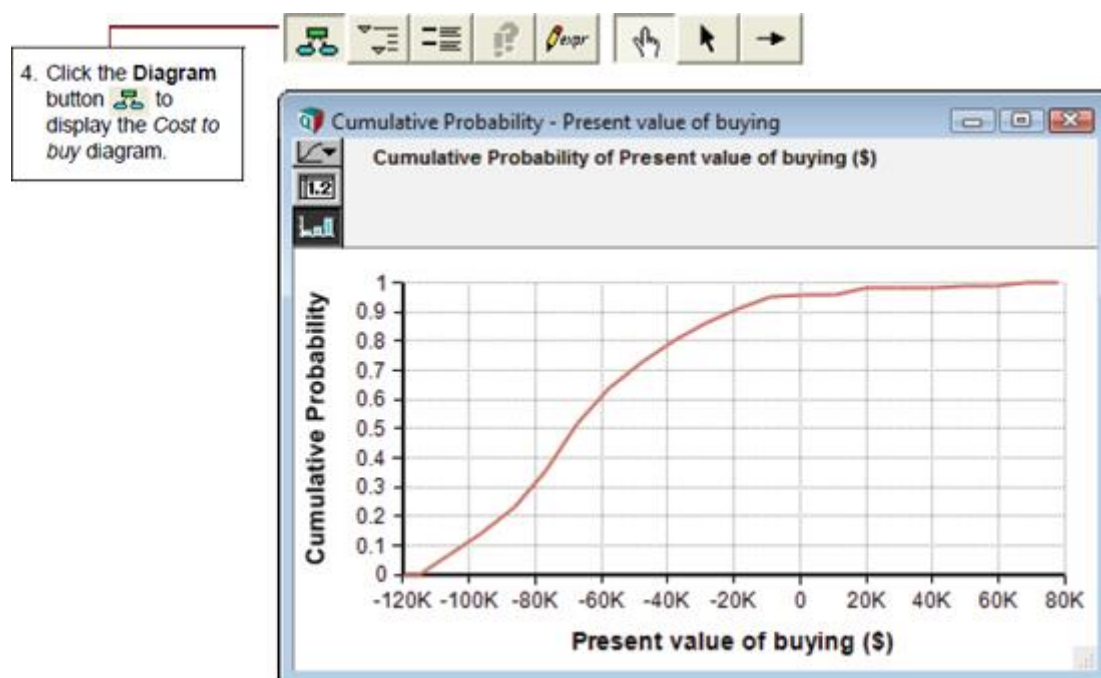 expr
4. Click the Diagram
button to
display the Cost to
buy diagram.
Cumulative Probability - Present value of buying
Cumulative Probability of Present value of buying ($)
1.2
Cumulative Probability
1
0.9
0.8
0.7
0.6
0.5
0.4
0.3
0.2
0.1
0
-120K -100K -80K -60K -40K -20K 0 20K 40K 60K 80K
Present value of buying ($)